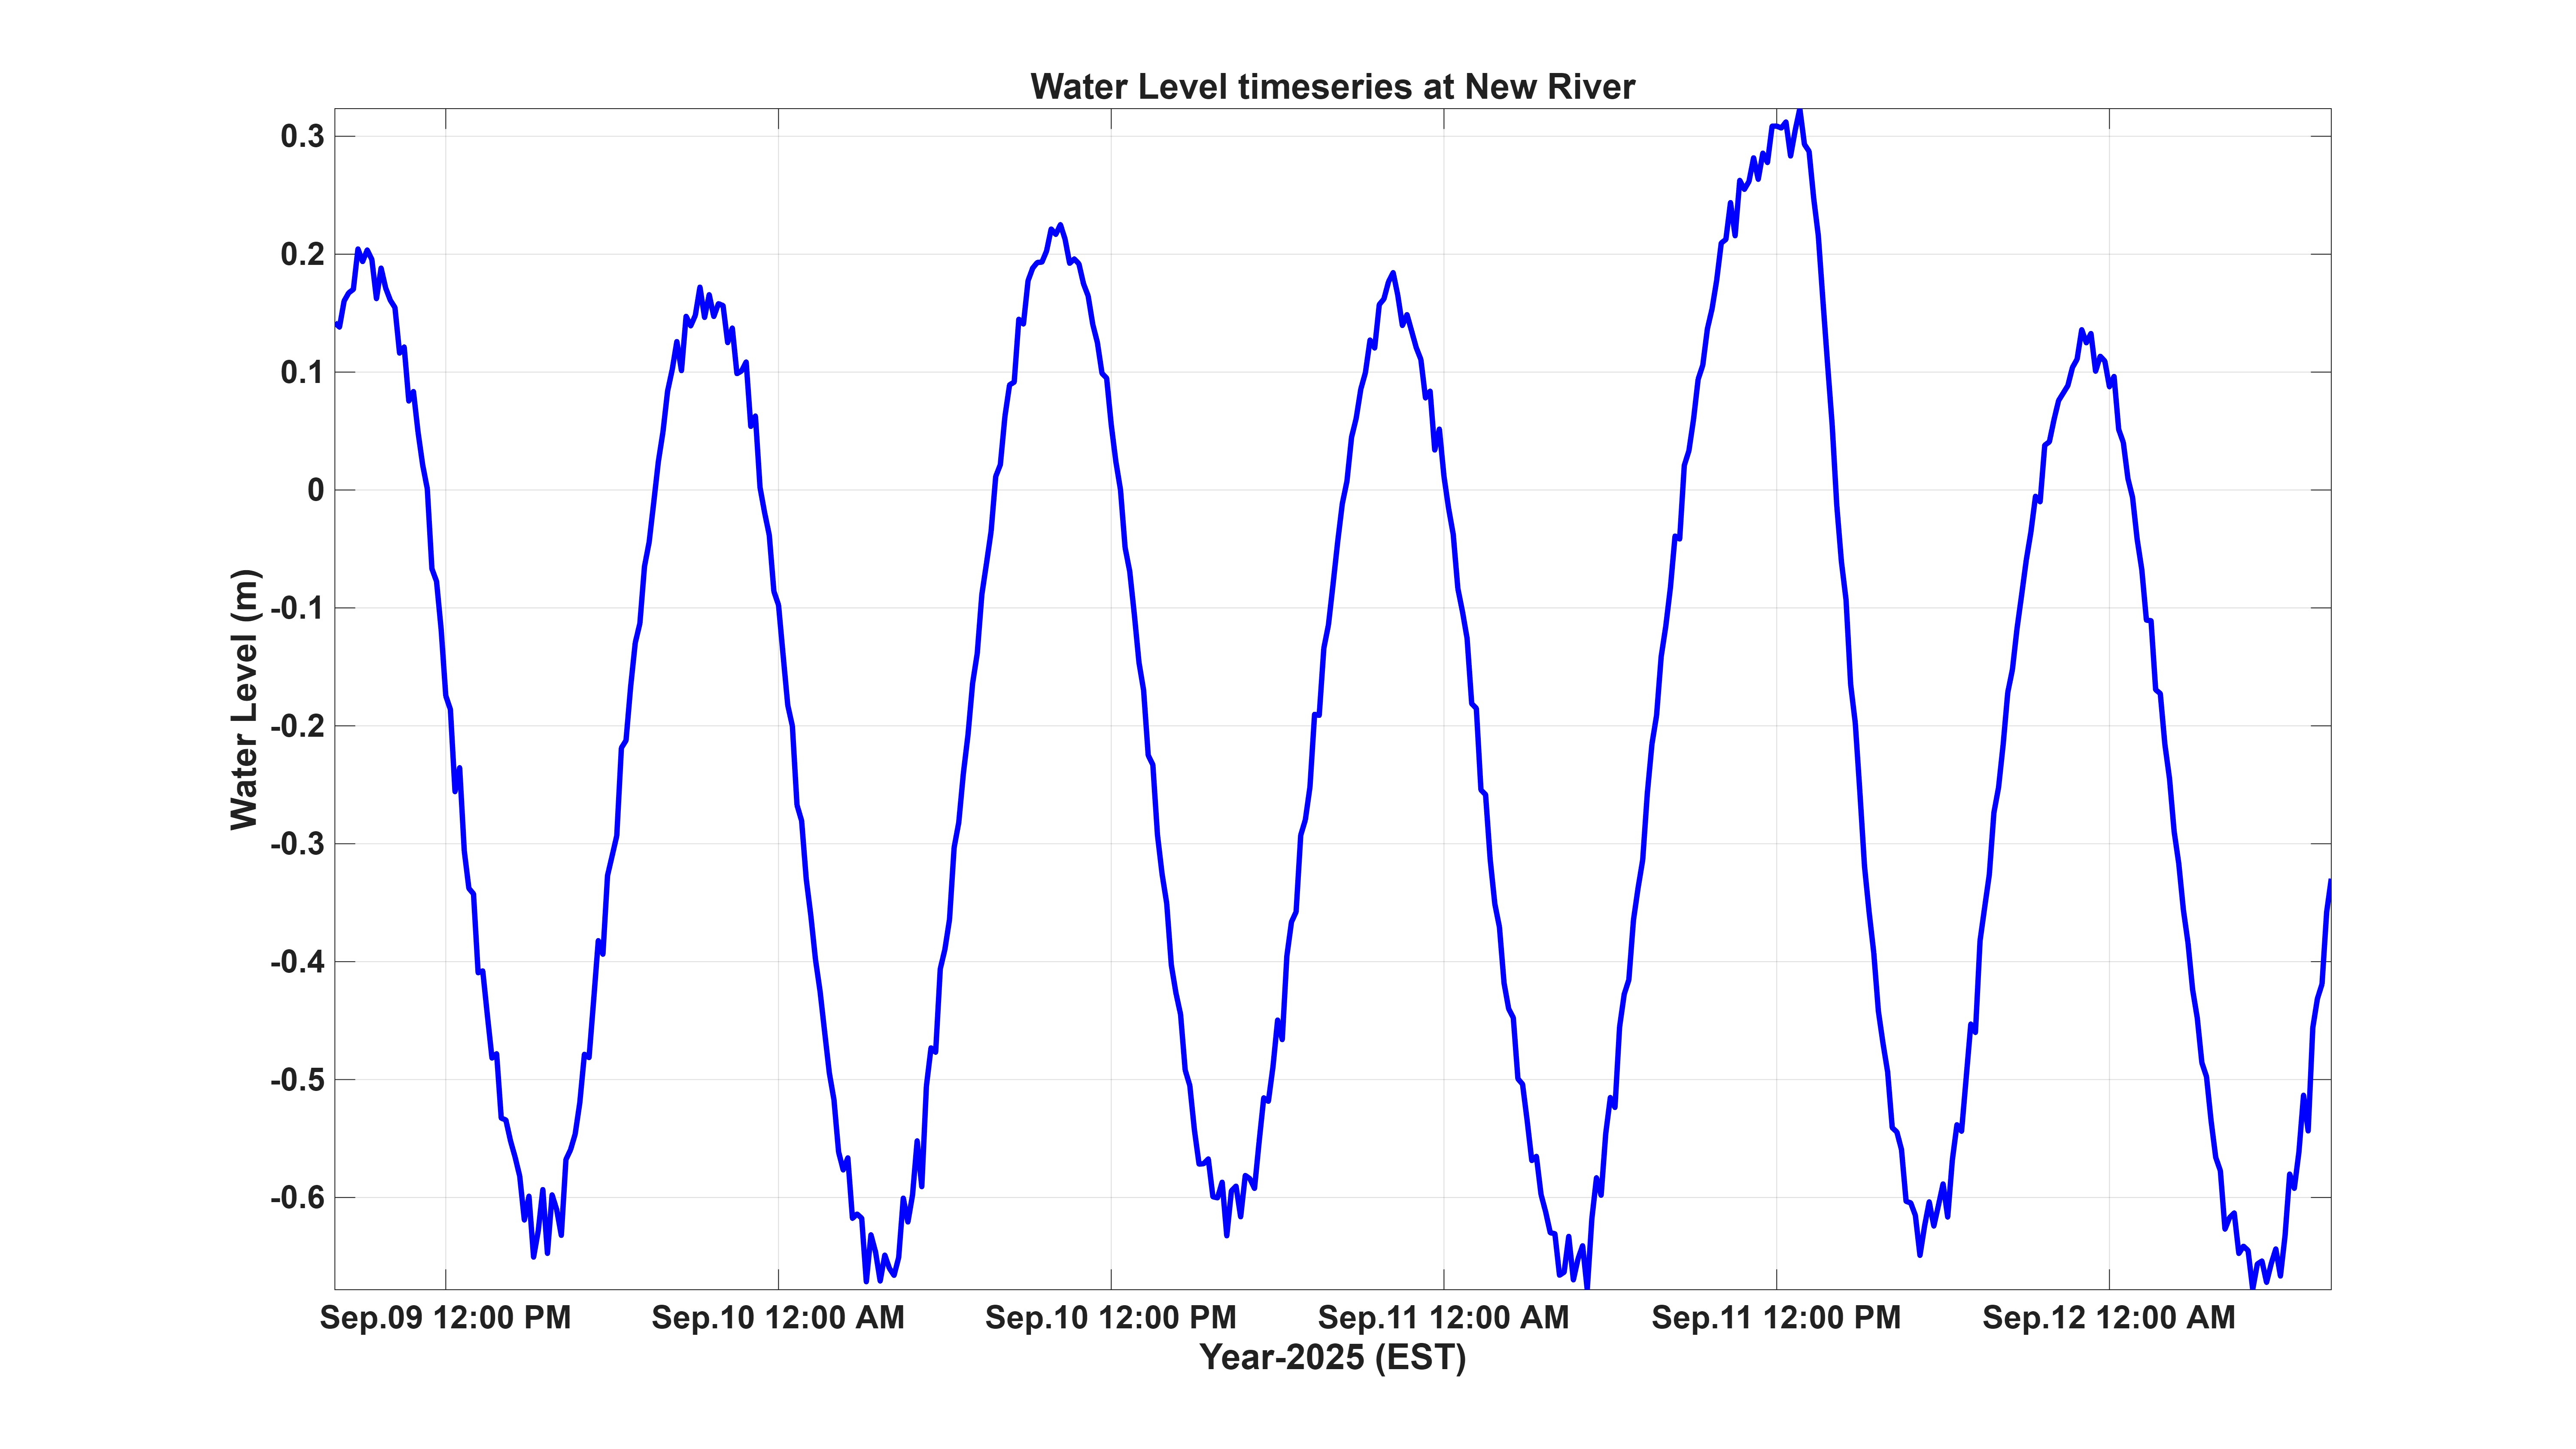 Water Level timeseries at New River
0.3
0.2
0.1
0
-0.1
-0.2
-0.3
-0.4
-0.5
-0.6
Water Level (m)
Sep.09 12:00 PM Sep.10 12:00 AM Sep.10 12:00 PM Sep.11 12:00 AM Sep.11 12:00 PM Sep.12 12:00 AM
Year-2025 (EST)